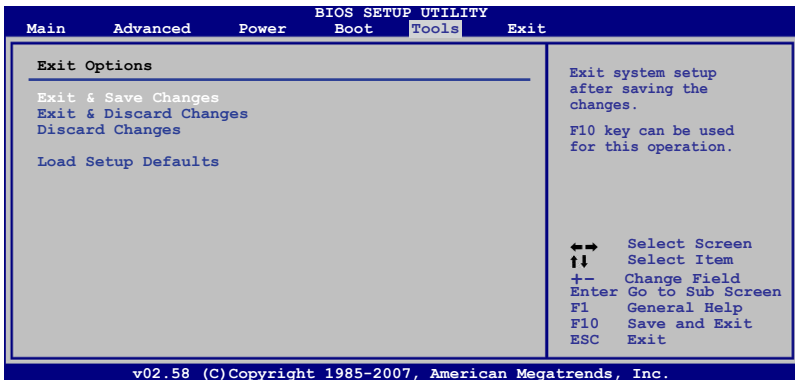 BIOS SETUP UTILITY
Main Advanced Power Boot Tools Exit
Exit Options
Exit & Save Changes
Exit & Discard Changes
Discard Changes
Load Setup Defaults
Exit system setup
after saving the
changes.
F10 key can be used
for this operation.
←→ Select Screen
↑↓ Select Item
+- Change Field
Enter Go to Sub Screen
F1 General Help
F10 Save and Exit
ESC Exit
v02.58 (C)Copyright 1985-2007, American Megatrends, Inc.